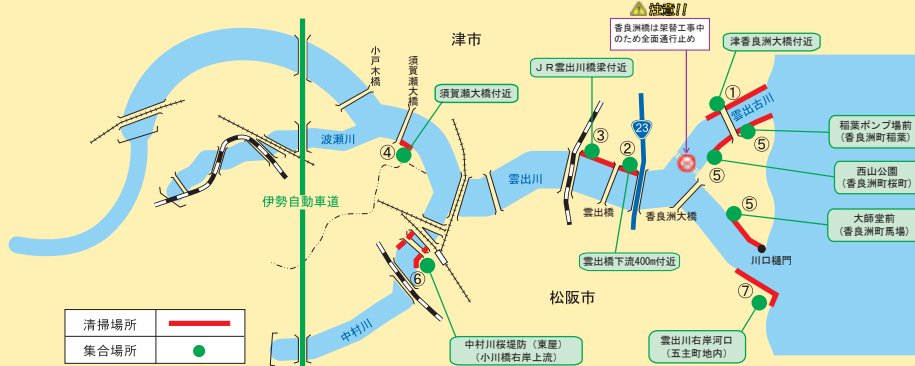 注意!!
香良洲橋は架替工事中
のため全面通行止め
津市
津香良洲大橋付近
小戸木橋
須賀瀬大橋
JR雲出川橋梁付近
須賀瀬大橋付近
①
雲出古川
稲葉ポンプ場前
(香良洲町稲葉)
23
波瀬川
④
③
②
⑤
⑤
西山公園
(香良洲町桜町)
雲出川
伊勢自動車道
雲出橋
香良洲大橋
⑤
大師堂前
(香良洲町馬場)
雲出橋下流400m付近
川口樋門
⑥
松阪市
⑦
清掃場所
集合場所
中村川
中村川桜堤防(東屋)
(小川橋右岸上流)
雲出川右岸河口
(五主町地内)